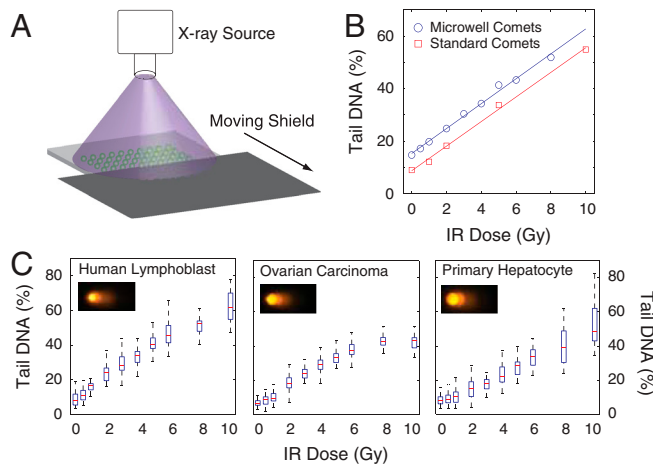 A
X-ray Source
Moving Shield
B
Microwell Comets
Standard Comets
Tail DNA (%)
60
40
20
0
0 2 4 6 8 10
IR Dose (Gy)
C
Human Lymphoblast
Ovarian Carcinoma
Primary Hepatocyte
Tail DNA (%)
80
60
40
20
0
0 2 4 6 8 10
0 2 4 6 8 10
0 2 4 6 8 10
80
60
40
20
0
Tail DNA (%)
IR Dose (Gy)